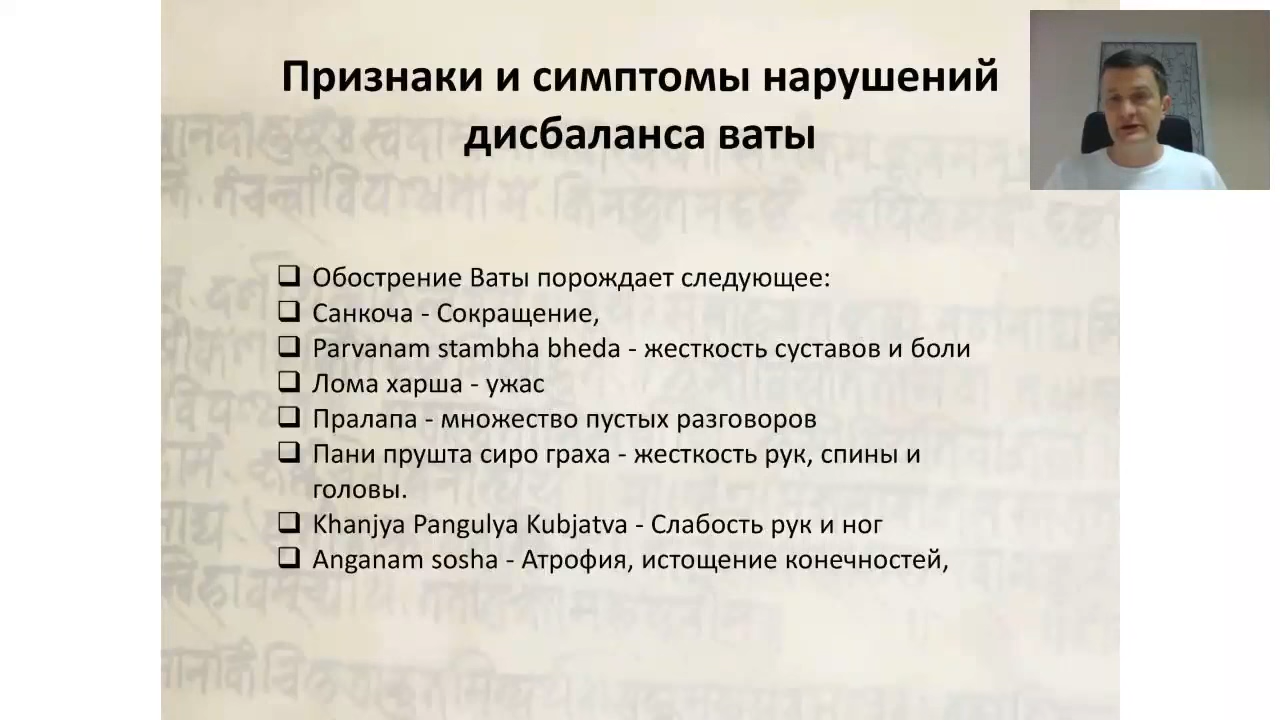 Признаки и симптомы нарушений
дисбаланса ваты
Обострение Ваты порождает следующее:
Санкоча - Сокращение,
Parvanam stambha bheda - жесткость суставов и боли
Лома харша - ужас
Пралапа - множество пустых разговоров
Пани прушта сиро граха - жесткость рук, спины и
головы.
Khanjya Pangulya Kubjatva - Слабость рук и ног
Anganam sosha - Атрофия, истощение конечностей,